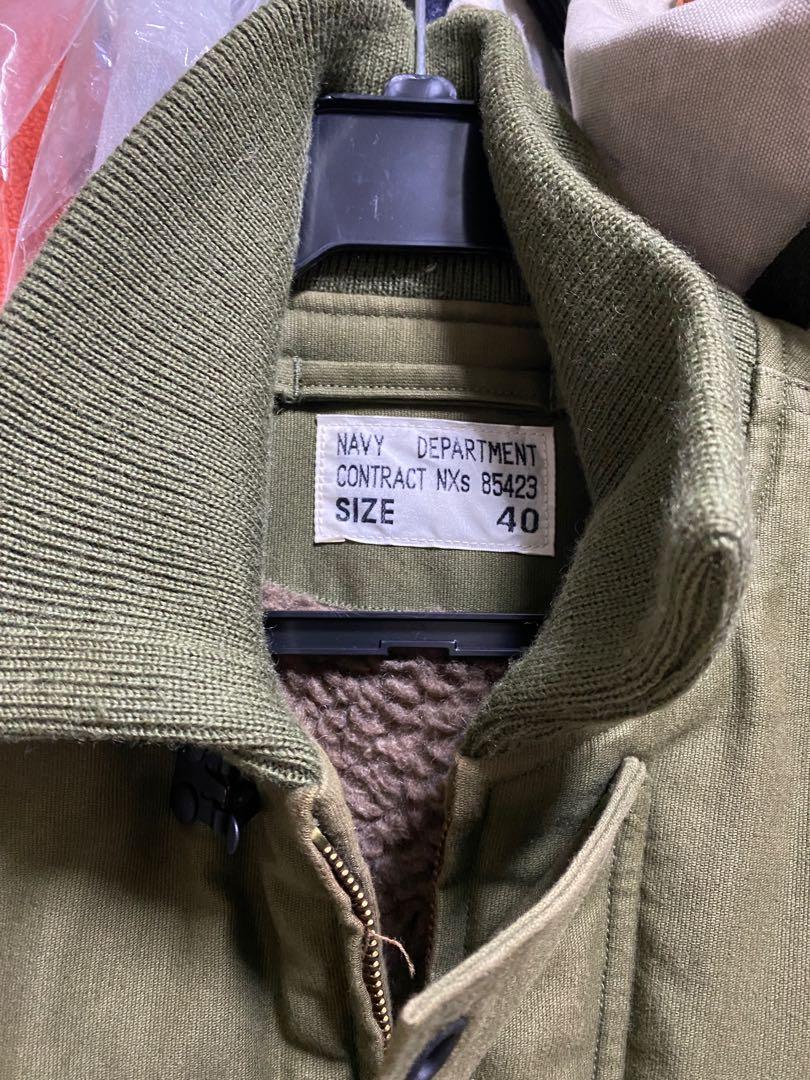 NAVY DEPARTMENT
CONTRACT NXs 85423
SIZE 40